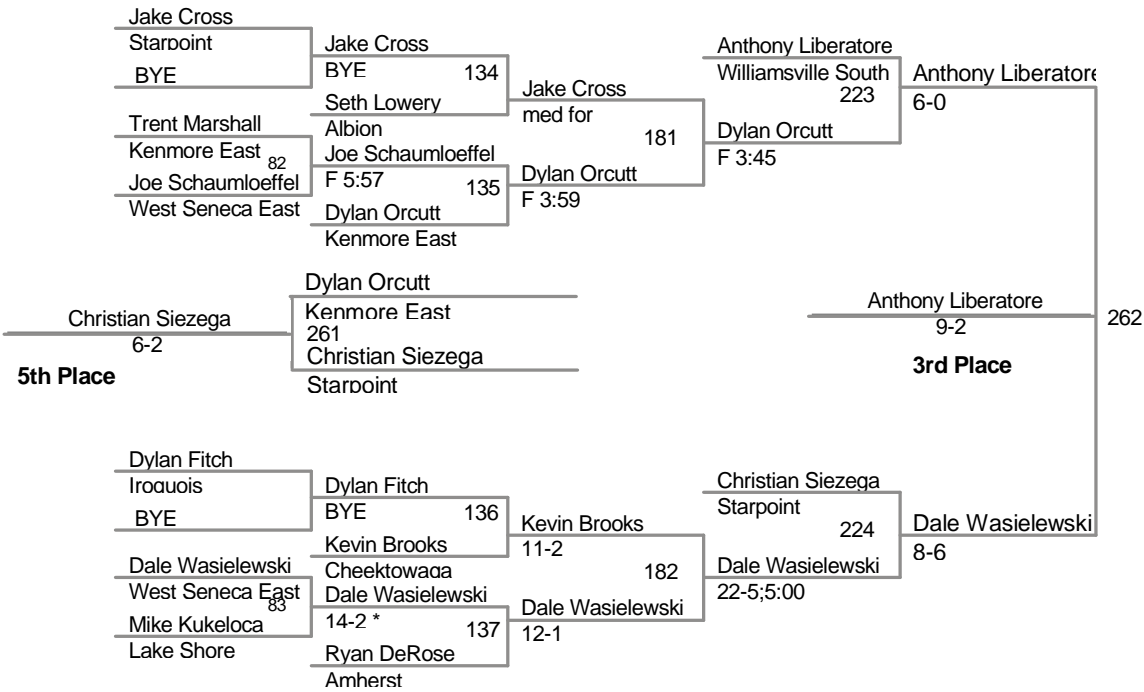 Jake Cross
Starpoint
BYE
Jake Cross
BYE
134
Seth Lowery
Albion
Trent Marshall
Kenmore East
82
Joe Schaumloeffel
West Seneca East
Joe Schaumloeffel
F 5:57
135
Dylan Orcutt
Kenmore East
Jake Cross
med for
181
Dylan Orcutt
F 3:59
Anthony Liberatore
Williamsville South
223
Dylan Orcutt
F 3:45
Anthony Liberatore
6-0
Dylan Orcutt
Kenmore East
261
Christian Siezega
Starpoint
Christian Siezega
6-2
5th Place
Anthony Liberatore
9-2
262
3rd Place
Dylan Fitch
Iroquois
BYE
Dylan Fitch
BYE
136
Kevin Brooks
Cheektowaga
Dale Wasielewski
West Seneca East
83
Mike Kukeloca
Lake Shore
Dale Wasielewski
14-2 *
137
Ryan DeRose
Amherst
Kevin Brooks
11-2
182
Dale Wasielewski
12-1
Christian Siezega
Starpoint
224
Dale Wasielewski
22-5;5:00
Dale Wasielewski
8-6